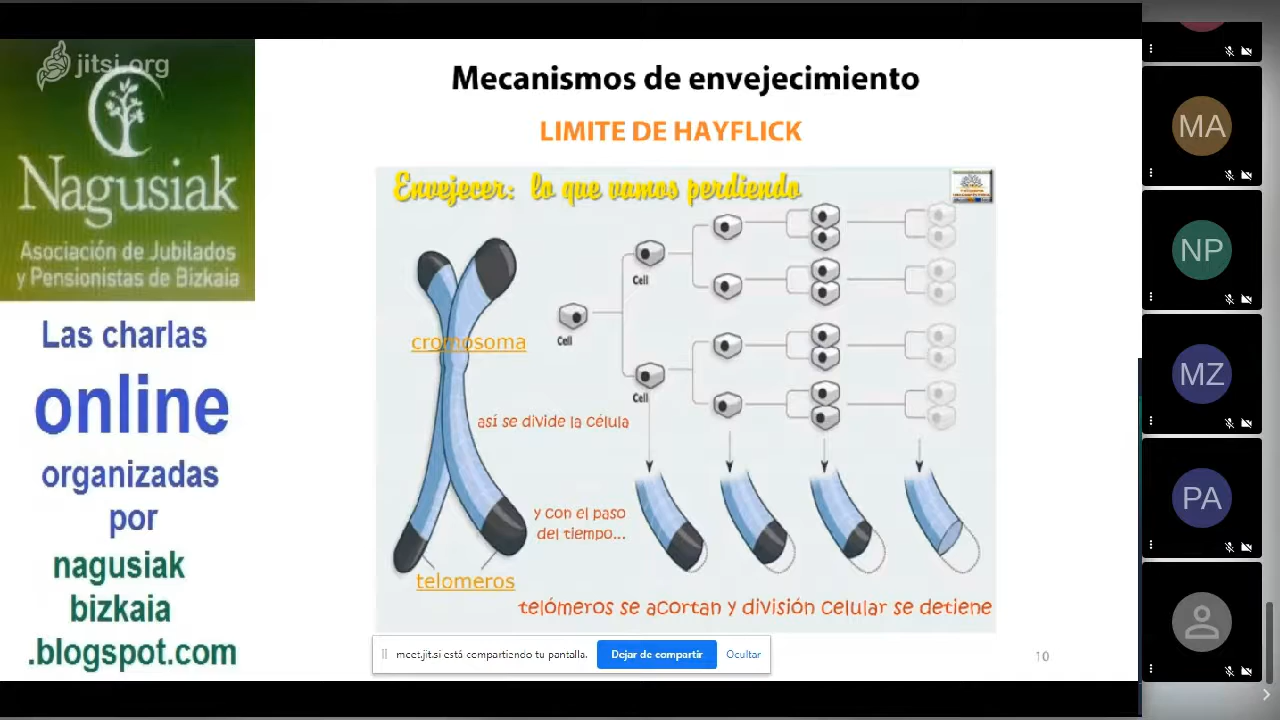 jitsi.org
Nagusiak
Asociación de Jubilados
y Pensionistas de Bizkaia
Las charlas
online
organizadas
por
nagusiak
bizkaia
.blogspot.com
Mecanismos de envejecimiento
LIMITE DE HAYFLICK
Envejecer: lo que vamos perdiendo
Cell
Cell
Cell
cromosoma
así se divide la célula
y con el paso
del tiempo...
telomeros
telómeros se acortan y división celular se detiene
meet.jit.si está compartiendo tu pantalla.
Dejar de compartir
Ocultar
10
MA
NP
MZ
PA